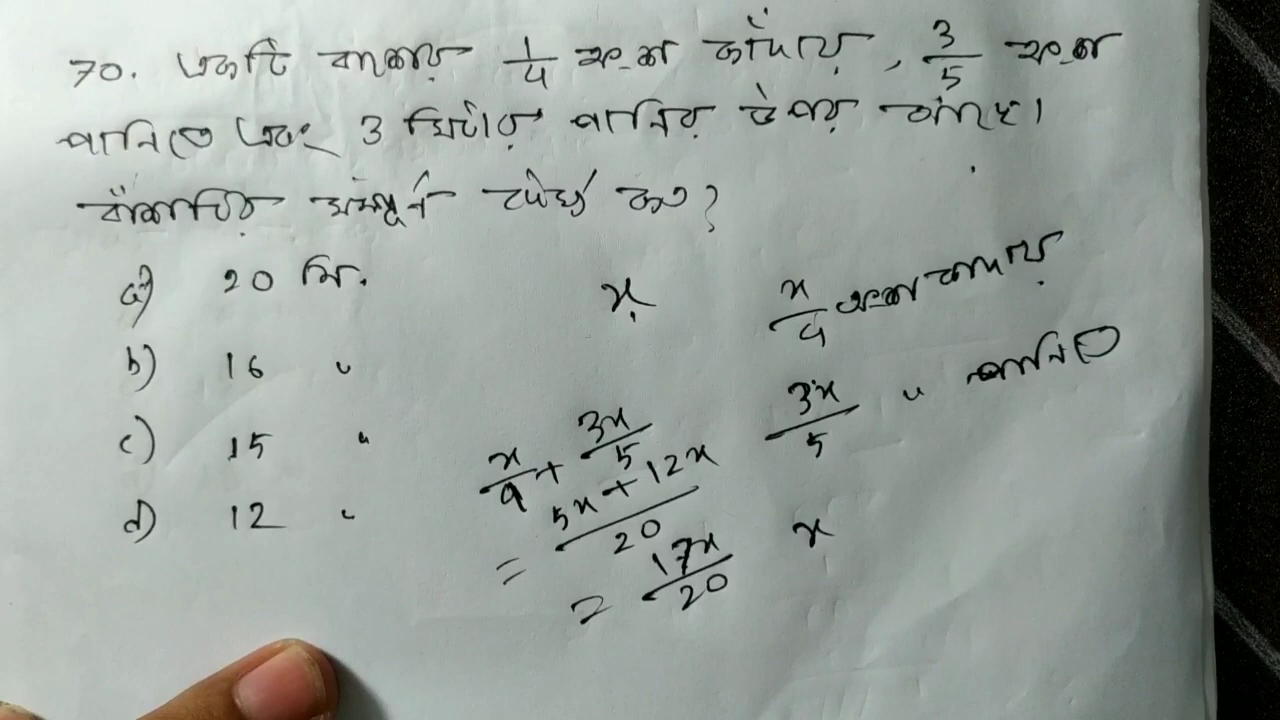 70. একটি বাঁশের 1/4 অংশ কাঁদায়, 3/5 অংশ
পানিতে এবং 3 মিটার পানির উপর আছে।
বাঁশটির সম্পূর্ণ দৈর্ঘ্য কত?
a) 20 মি.
x
x/4 অংশ কাদায়
b) 16 "
3x/5 " পানিতে
c) 15 "
x/4 + 3x/5
d) 12 "
= 5x + 12x/20
x
= 17x/20